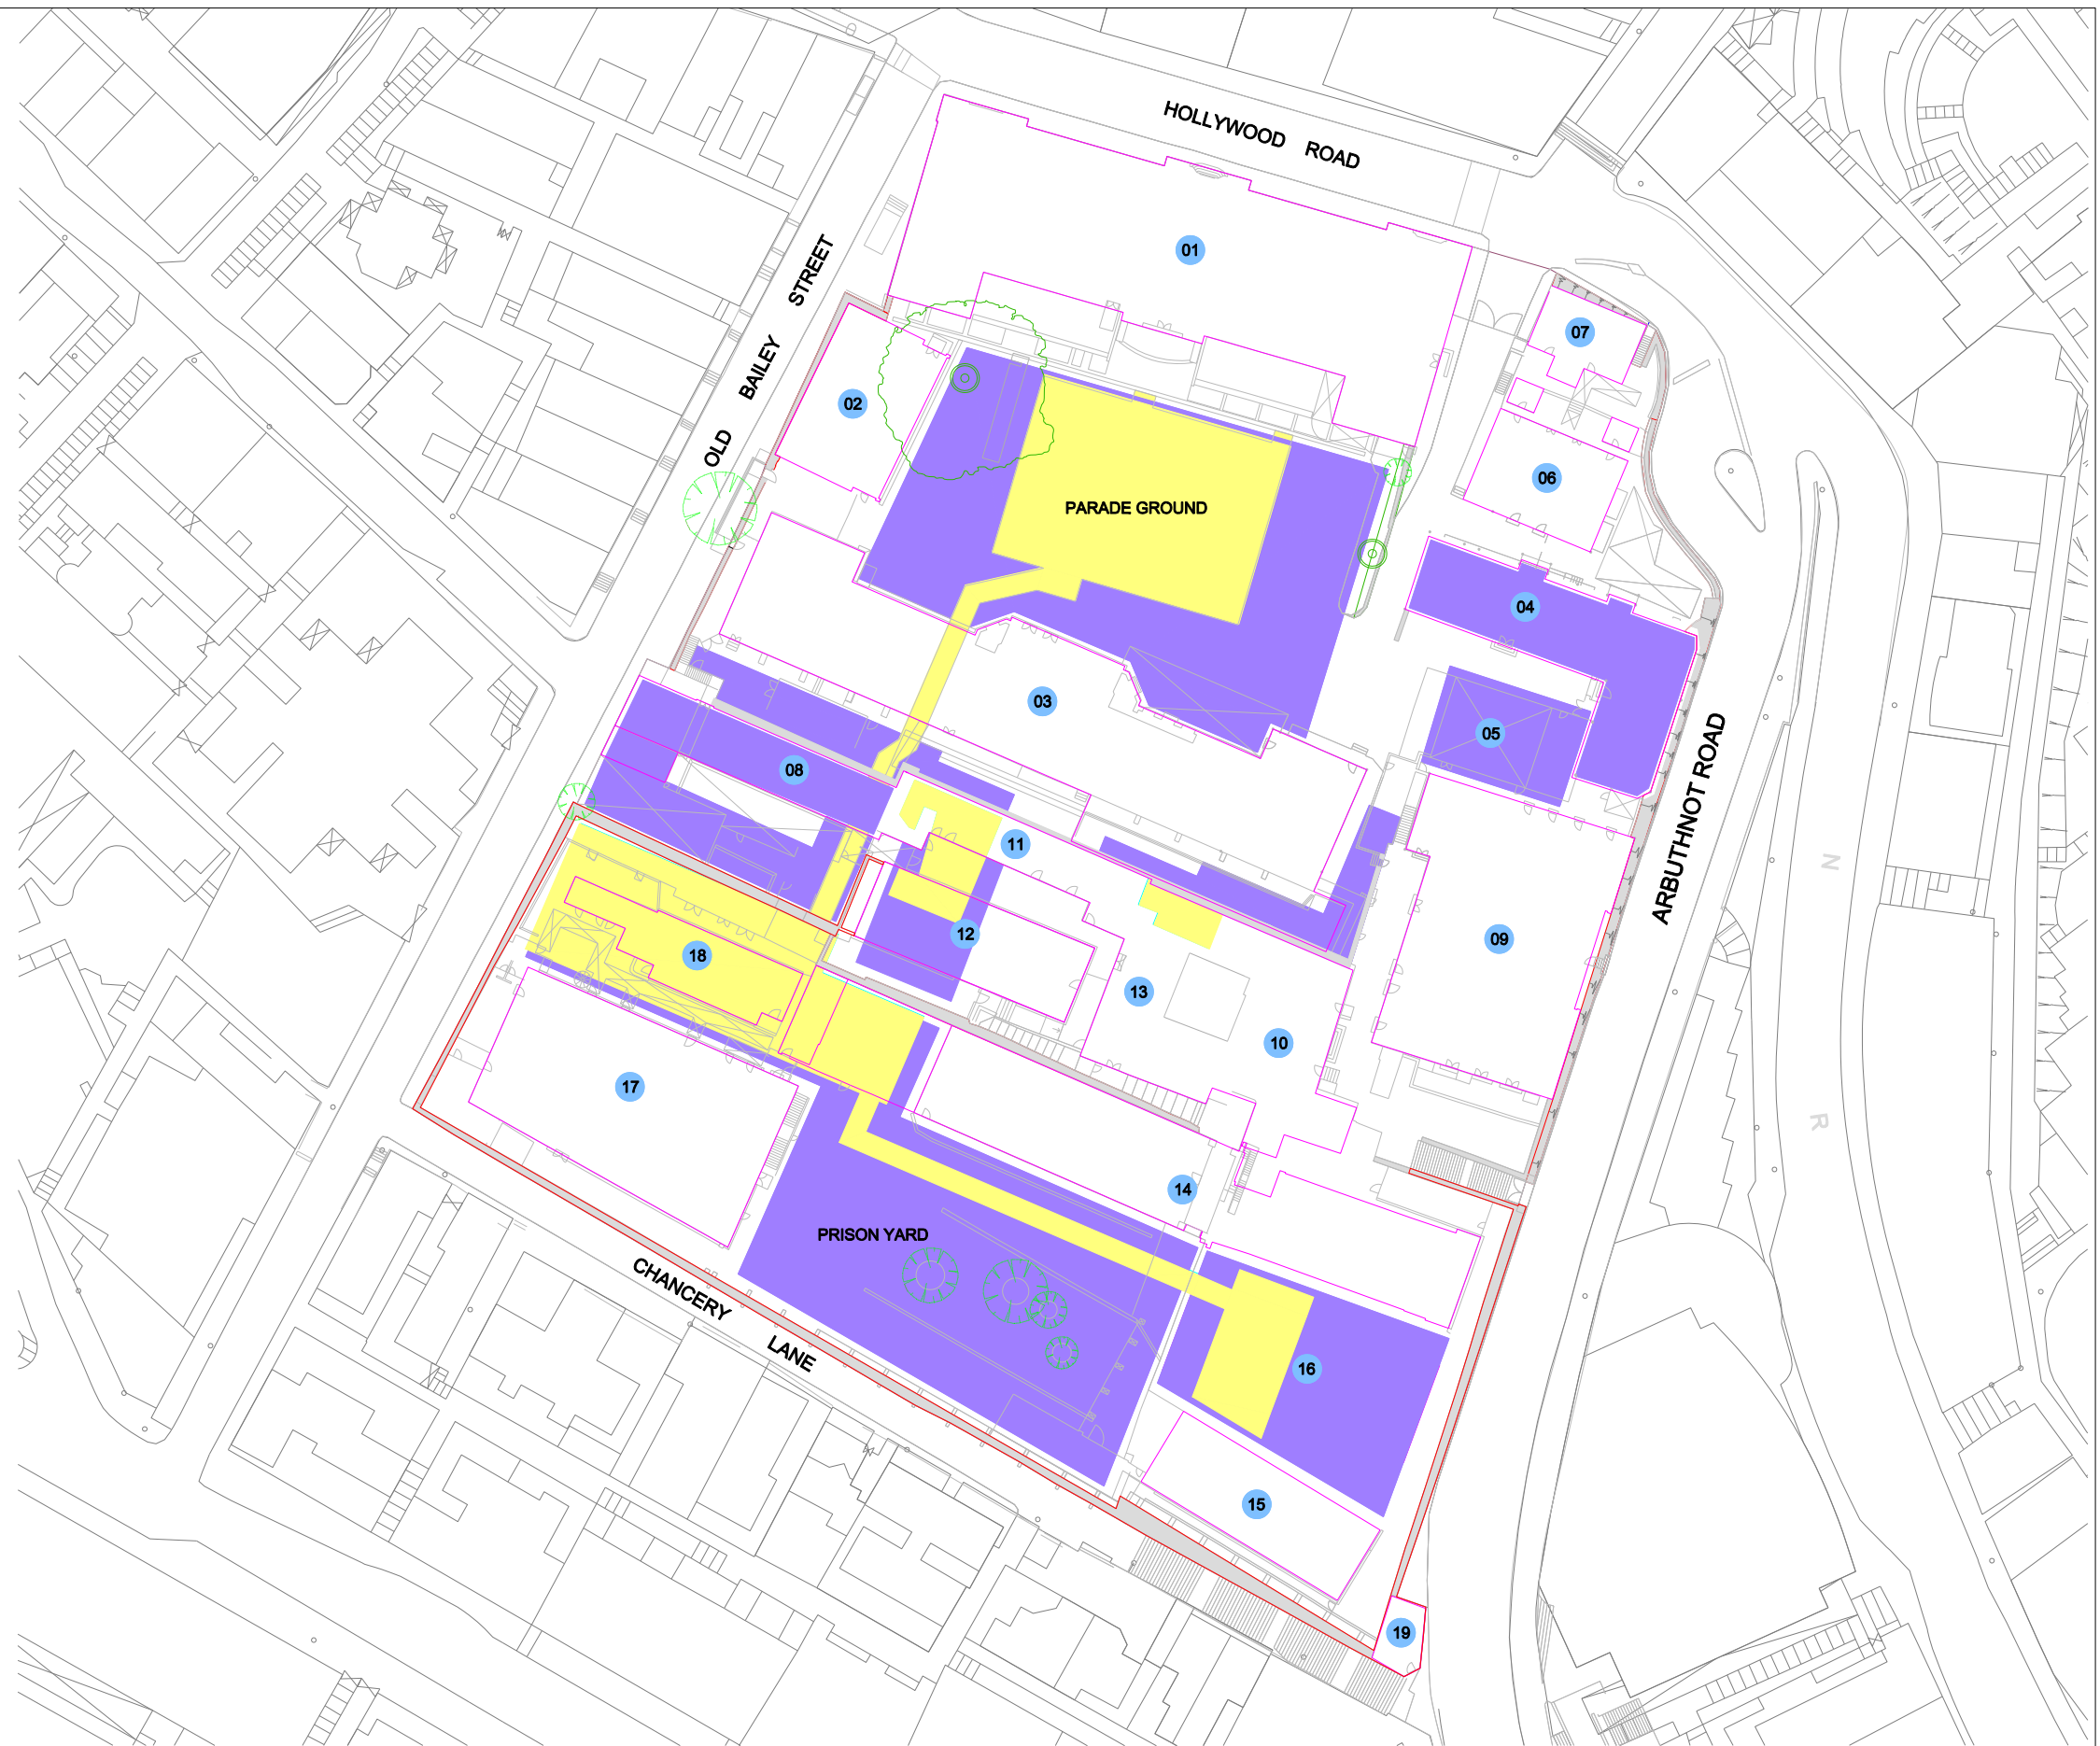 HOLLYWOOD ROAD
01
OLD BAILEY STREET
07
02
06
PARADE GROUND
04
03
05
08
ARBUTHNOT ROAD
11
N
12
09
18
13
10
17
R
14
PRISON YARD
CHANCERY LANE
16
15
19